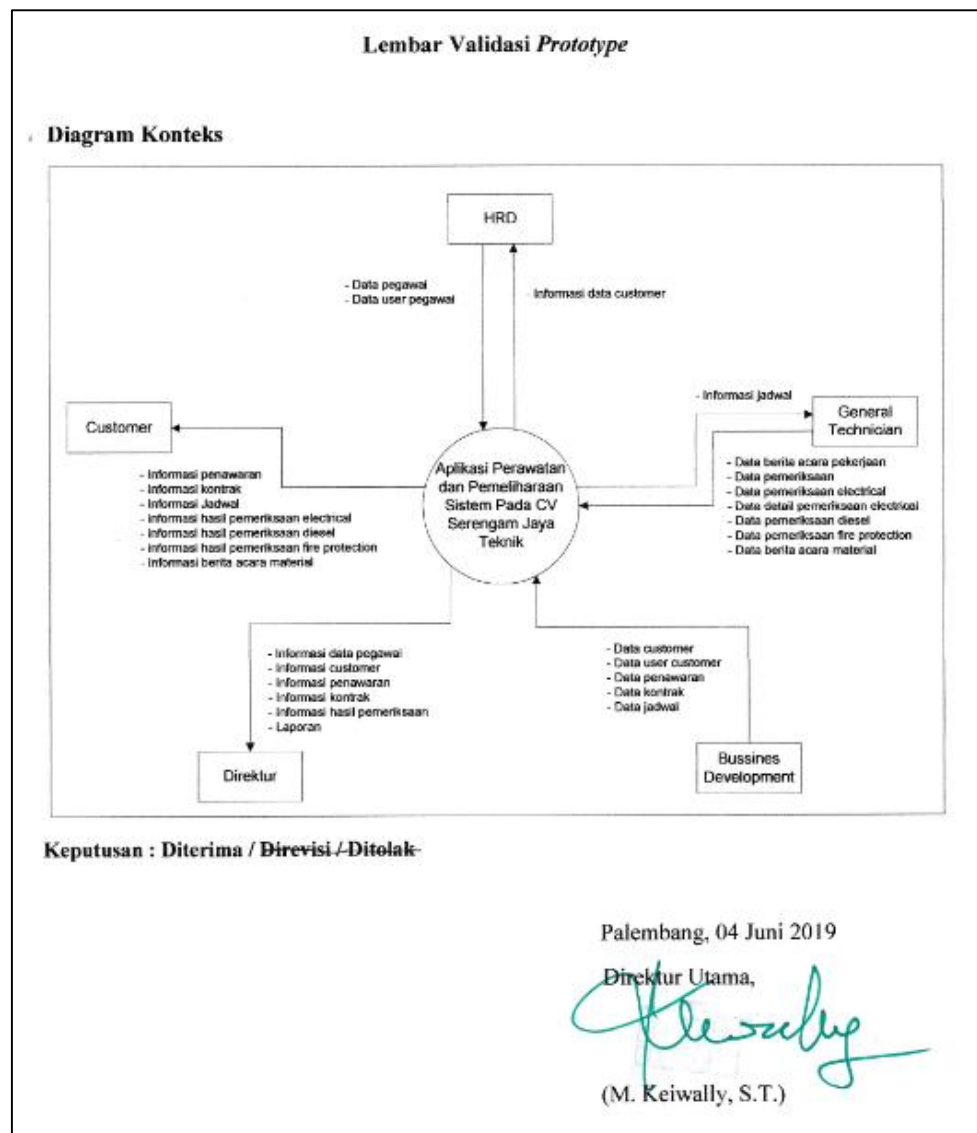 Lembar Validasi Prototype
Diagram Konteks
HRD
- Data pegawai
- Data user pegawai
- Informasi data customer
- Informasi jadwal
Customer
General
Technician
Aplikasi Perawatan
dan Pemeliharaan
Sistem Pada CV
Serengam Jaya
Teknik
- Informasi penawaran
- Informasi kontrak
- Informasi Jadwal
- Informasi hasil pemeriksaan electrical
- Informasi hasil pemeriksaan diesel
- Informasi hasil pemeriksaan fire protection
- Informasi berita acara material
- Data berita acara pekerjaan
- Data pemeriksaan
- Data pemeriksaan electrical
- Data detail pemeriksaan electrical
- Data pemeriksaan diesel
- Data pemeriksaan fire protection
- Data berita acara material
- Informasi data pegawai
- Informasi customer
- Informasi penawaran
- Informasi kontrak
- Informasi hasil pemeriksaan
- Laporan
- Data customer
- Data user customer
- Data penawaran
- Data kontrak
- Data jadwal
Direktur
Bussines
Development
Keputusan : Diterima / Direvisi / Ditolak
Palembang, 04 Juni 2019
Direktur Utama,
(M. Keiwally, S.T.)